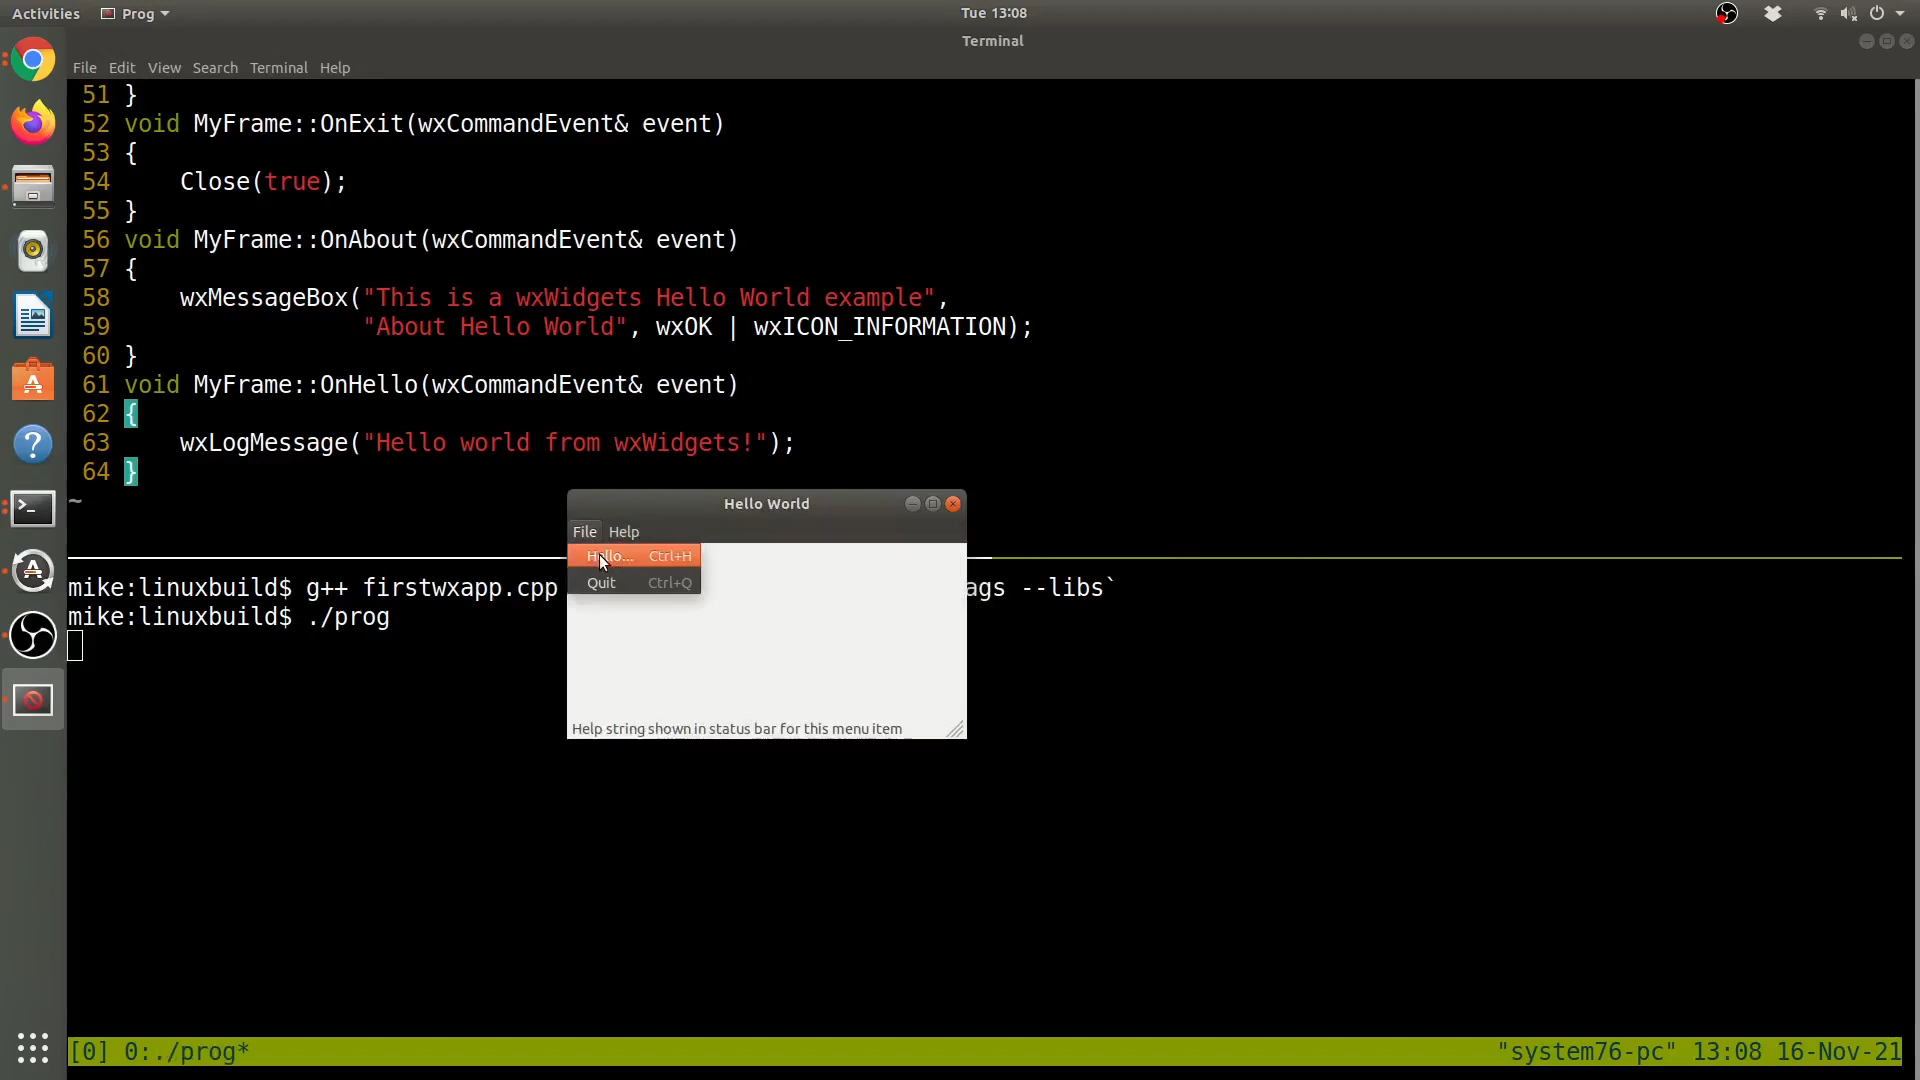 Activities Prog Tue 13:08
Terminal
File Edit View Search Terminal Help
51 }
52 void MyFrame::OnExit(wxCommandEvent& event)
53 {
54     Close(true);
55 }
56 void MyFrame::OnAbout(wxCommandEvent& event)
57 {
58     wxMessageBox("This is a wxWidgets Hello World example",
59                  "About Hello World", wxOK | wxICON_INFORMATION);
60 }
61 void MyFrame::OnHello(wxCommandEvent& event)
62 {
63     wxLogMessage("Hello world from wxWidgets!");
64 }
~
Hello World
File Help
Hello... Ctrl+H
Quit Ctrl+Q
Help string shown in status bar for this menu item
mike:linuxbuild$ g++ firstwxapp.cpp ags --libs`
mike:linuxbuild$ ./prog
[0] 0:./prog* "system76-pc" 13:08 16-Nov-21